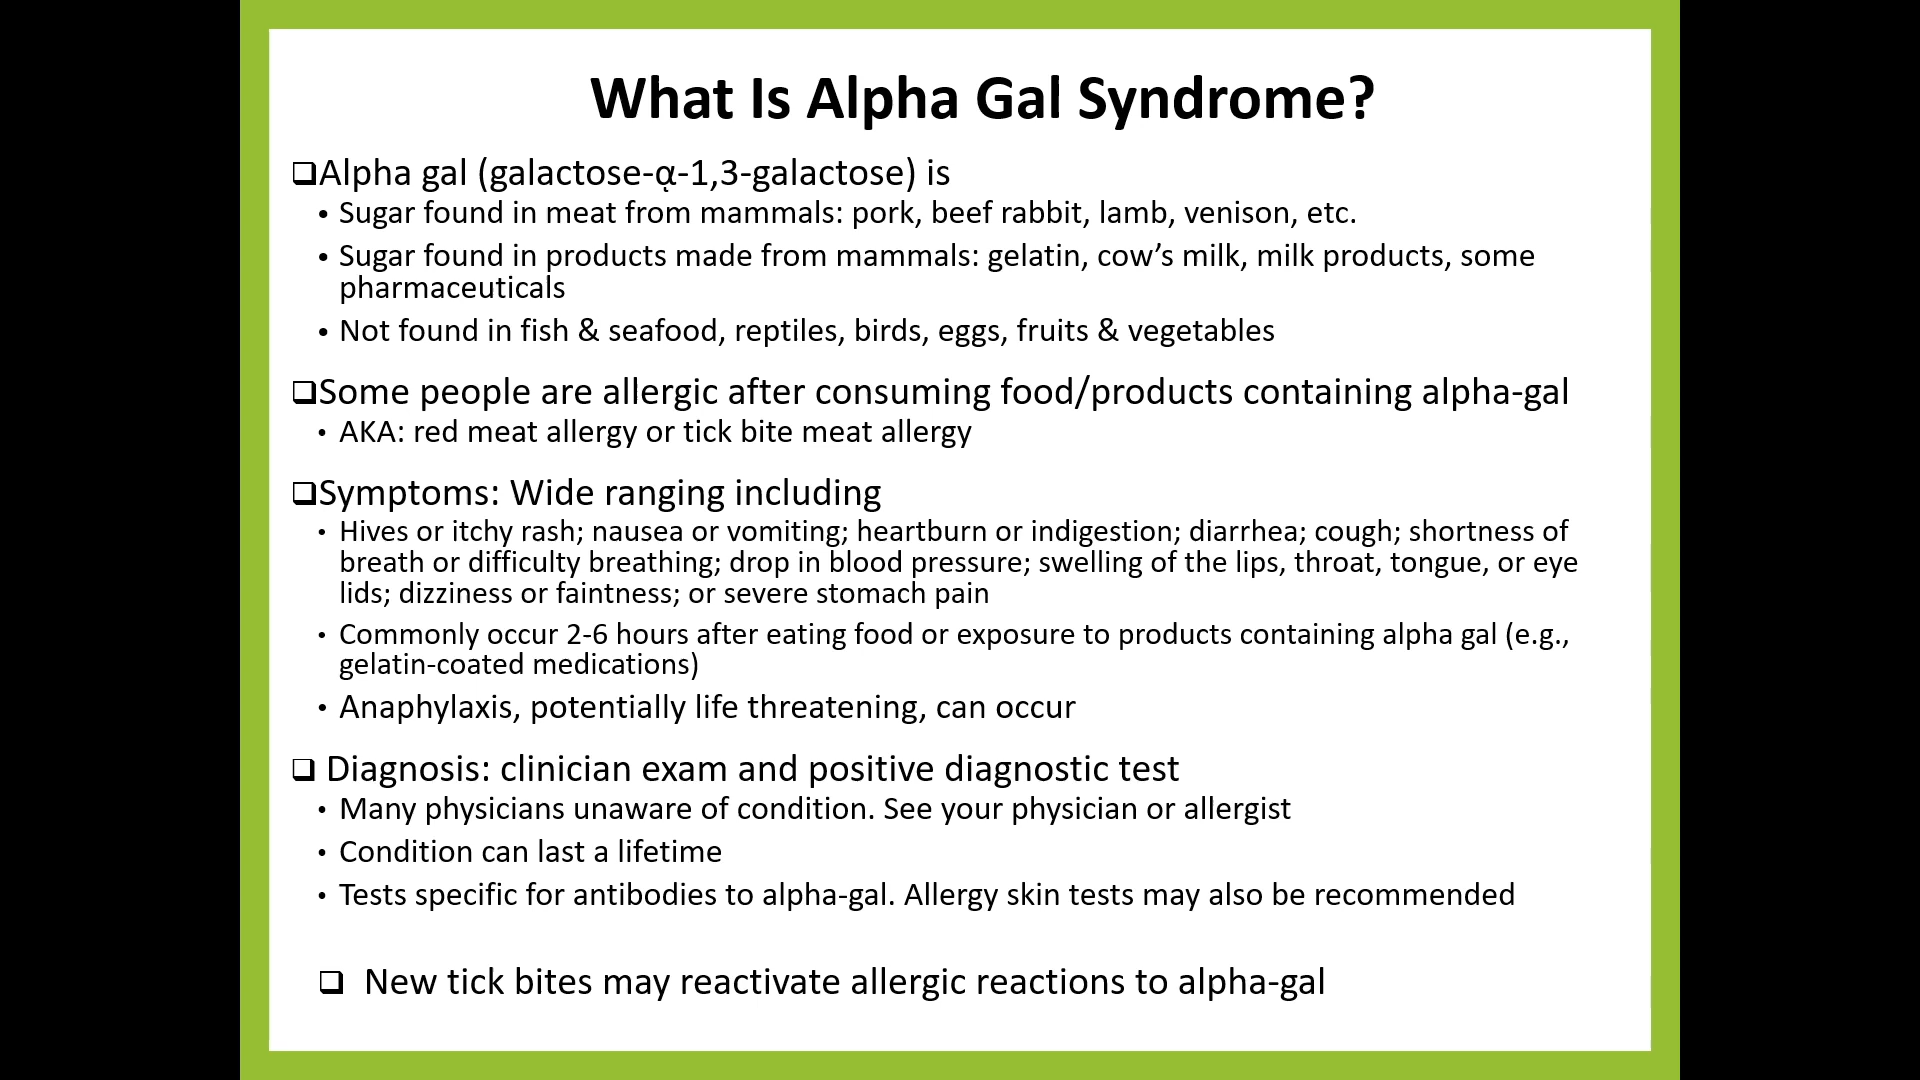 What Is Alpha Gal Syndrome?
❑Alpha gal (galactose-ᾳ-1,3-galactose) is
• Sugar found in meat from mammals: pork, beef rabbit, lamb, venison, etc.
• Sugar found in products made from mammals: gelatin, cow’s milk, milk products, some
pharmaceuticals
• Not found in fish & seafood, reptiles, birds, eggs, fruits & vegetables
❑Some people are allergic after consuming food/products containing alpha-gal
• AKA: red meat allergy or tick bite meat allergy
❑Symptoms: Wide ranging including
• Hives or itchy rash; nausea or vomiting; heartburn or indigestion; diarrhea; cough; shortness of
breath or difficulty breathing; drop in blood pressure; swelling of the lips, throat, tongue, or eye
lids; dizziness or faintness; or severe stomach pain
• Commonly occur 2-6 hours after eating food or exposure to products containing alpha gal (e.g.,
gelatin-coated medications)
• Anaphylaxis, potentially life threatening, can occur
❑ Diagnosis: clinician exam and positive diagnostic test
• Many physicians unaware of condition. See your physician or allergist
• Condition can last a lifetime
• Tests specific for antibodies to alpha-gal. Allergy skin tests may also be recommended
❑ New tick bites may reactivate allergic reactions to alpha-gal